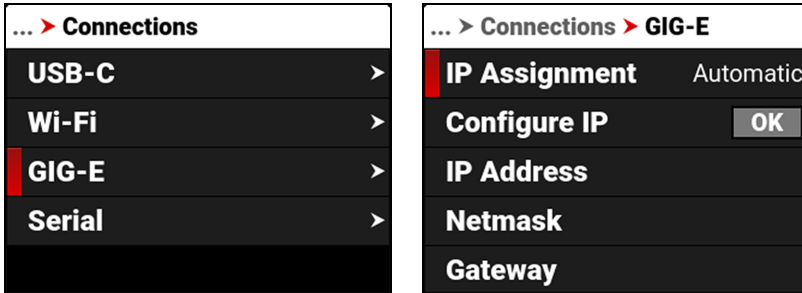 ... > Connections
USB-C >
Wi-Fi >
GIG-E >
Serial >
... > Connections > GIG-E
IP Assignment Automatic
Configure IP OK
IP Address
Netmask
Gateway